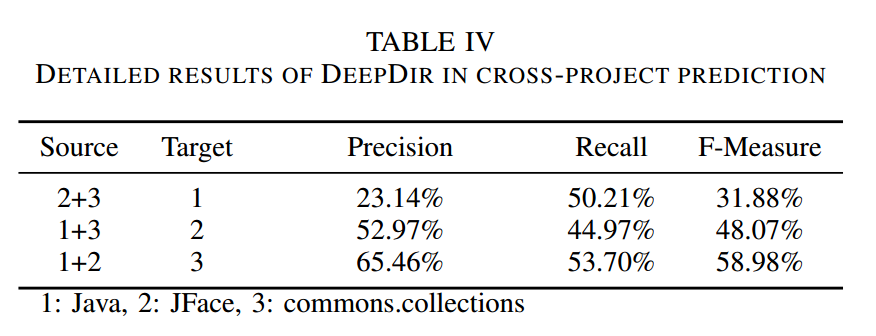 TABLE IV
DETAILED RESULTS OF DEEPDIR IN CROSS-PROJECT PREDICTION
Source Target Precision Recall F-Measure
2+3 1 23.14% 50.21% 31.88%
1+3 2 52.97% 44.97% 48.07%
1+2 3 65.46% 53.70% 58.98%
1: Java, 2: JFace, 3: commons.collections